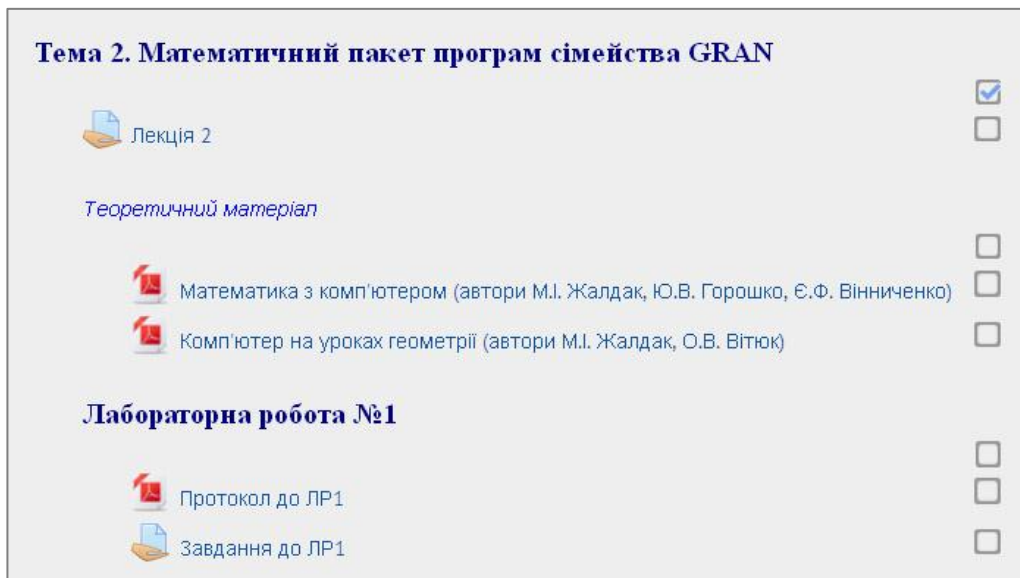 Тема 2. Математичний пакет програм сімейства GRAN
Лекція 2
Теоретичний матеріал
Математика з комп'ютером (автори М.І. Жалдак, Ю.В. Горошко, Є.Ф. Вінниченко)
Комп'ютер на уроках геометрії (автори М.І. Жалдак, О.В. Вітюк)
Лабораторна робота №1
Протокол до ЛР1
Завдання до ЛР1